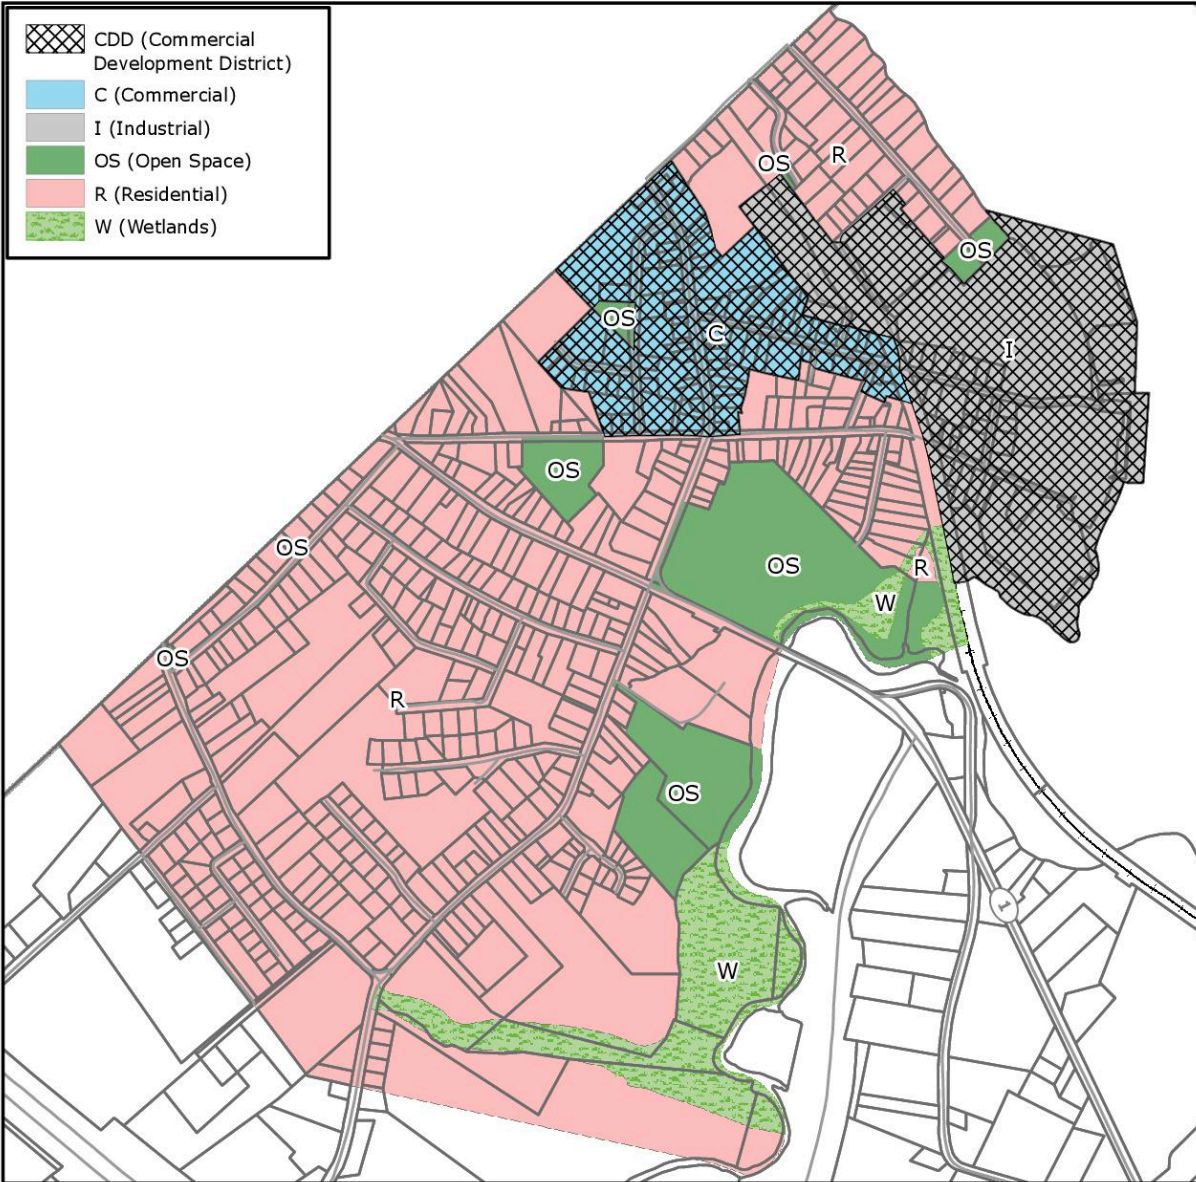 CDD (Commercial
Development District)
C (Commercial)
I (Industrial)
OS (Open Space)
R (Residential)
W (Wetlands)
OS
R
OS
OS
C
I
OS
OS
OS
R
W
OS
R
OS
1
W